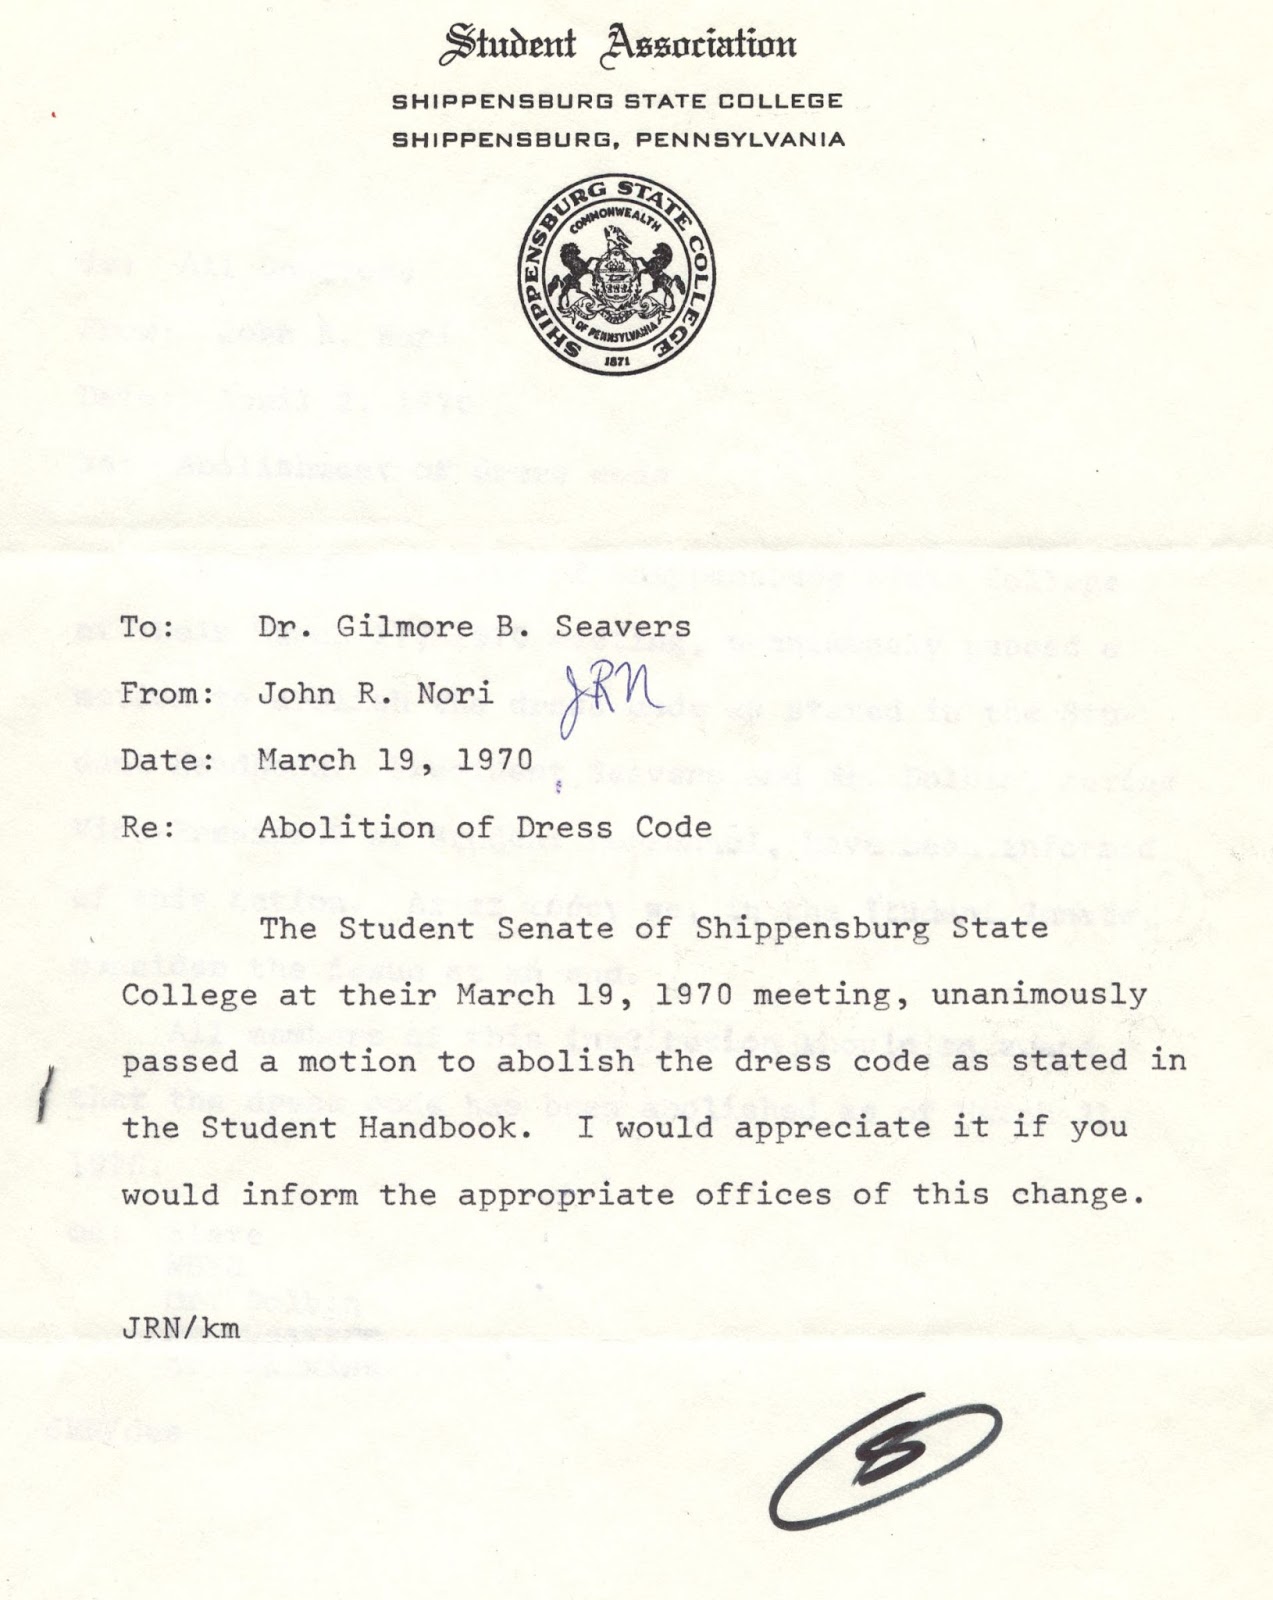 Student Association
SHIPPENSBURG STATE COLLEGE
SHIPPENSBURG, PENNSYLVANIA
SHIPPENSBURG STATE COLLEGE
COMMONWEALTH
OF PENNSYLVANIA
1871
To: Dr. Gilmore B. Seavers
From: John R. Nori JRN
Date: March 19, 1970
Re: Abolition of Dress Code
The Student Senate of Shippensburg State
College at their March 19, 1970 meeting, unanimously
passed a motion to abolish the dress code as stated in
the Student Handbook. I would appreciate it if you
would inform the appropriate offices of this change.
JRN/km